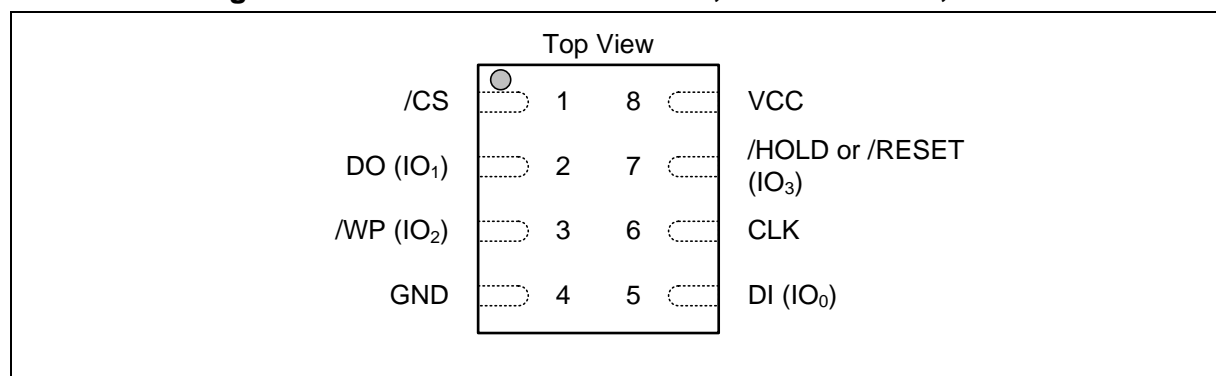 Top View
/CS 1 8 VCC
DO (IO₁) 2 7 /HOLD or /RESET
(IO₃)
/WP (IO₂) 3 6 CLK
GND 4 5 DI (IO₀)